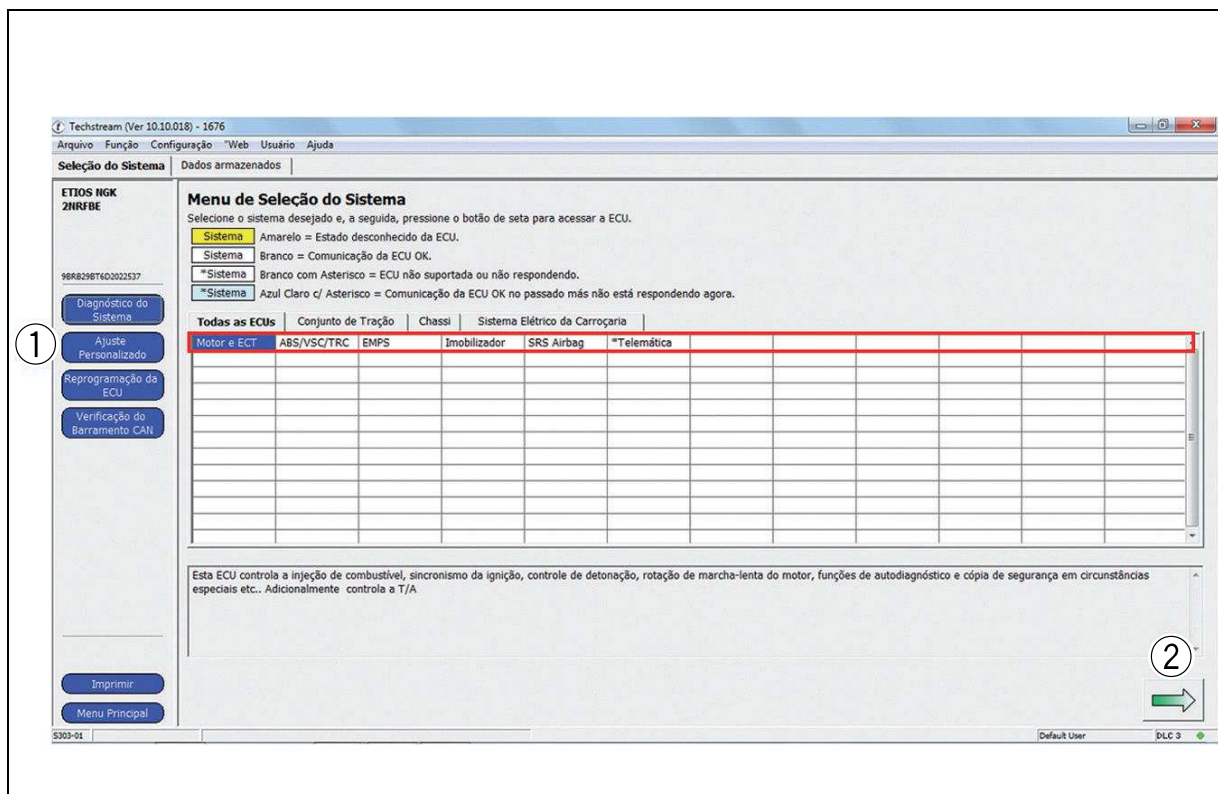 Techstream (Ver 10.10.018) - 1676
Arquivo Função Configuração "Web Usuário Ajuda
Seleção do Sistema Dados armazenados
ETIOS NGK
2NRFBE
9BRB29BT6D2022537
Diagnóstico do
Sistema
1
Ajuste
Personalizado
Reprogramação da
ECU
Verificação do
Barramento CAN
Imprimir
Menu Principal
Menu de Seleção do Sistema
Selecione o sistema desejado e, a seguida, pressione o botão de seta para acessar a ECU.
Sistema Amarelo = Estado desconhecido da ECU.
Sistema Branco = Comunicação da ECU OK.
*Sistema Branco com Asterisco = ECU não suportada ou não respondendo.
*Sistema Azul Claro c/ Asterisco = Comunicação da ECU OK no passado más não está respondendo agora.
Todas as ECUs Conjunto de Tração Chassi Sistema Elétrico da Carroçaria
Motor e ECT ABS/VSC/TRC EMPS Imobilizador SRS Airbag *Telemática
Esta ECU controla a injeção de combustível, sincronismo da ignição, controle de detonação, rotação de marcha-lenta do motor, funções de autodiagnóstico e cópia de segurança em circunstâncias
especiais etc.. Adicionalmente controla a T/A
2
S303-01 Default User DLC 3